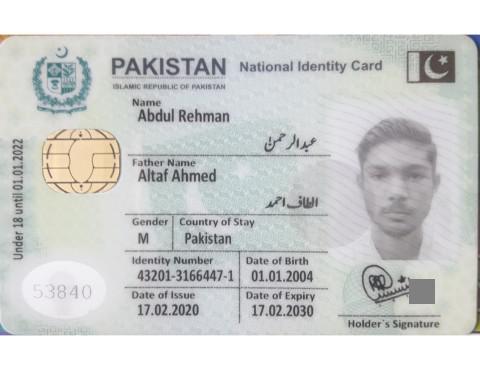 PAKISTAN National Identity Card
ISLAMIC REPUBLIC OF PAKISTAN
Name
Abdul Rehman
عبدالرحمن
Father Name
Altaf Ahmed
الطاف احمد
Gender Country of Stay
M Pakistan
Identity Number Date of Birth
43201-3166447-1 01.01.2004
Date of Issue Date of Expiry
17.02.2020 17.02.2030
Holder's Signature
Under 18 until 01.01.2022
53840